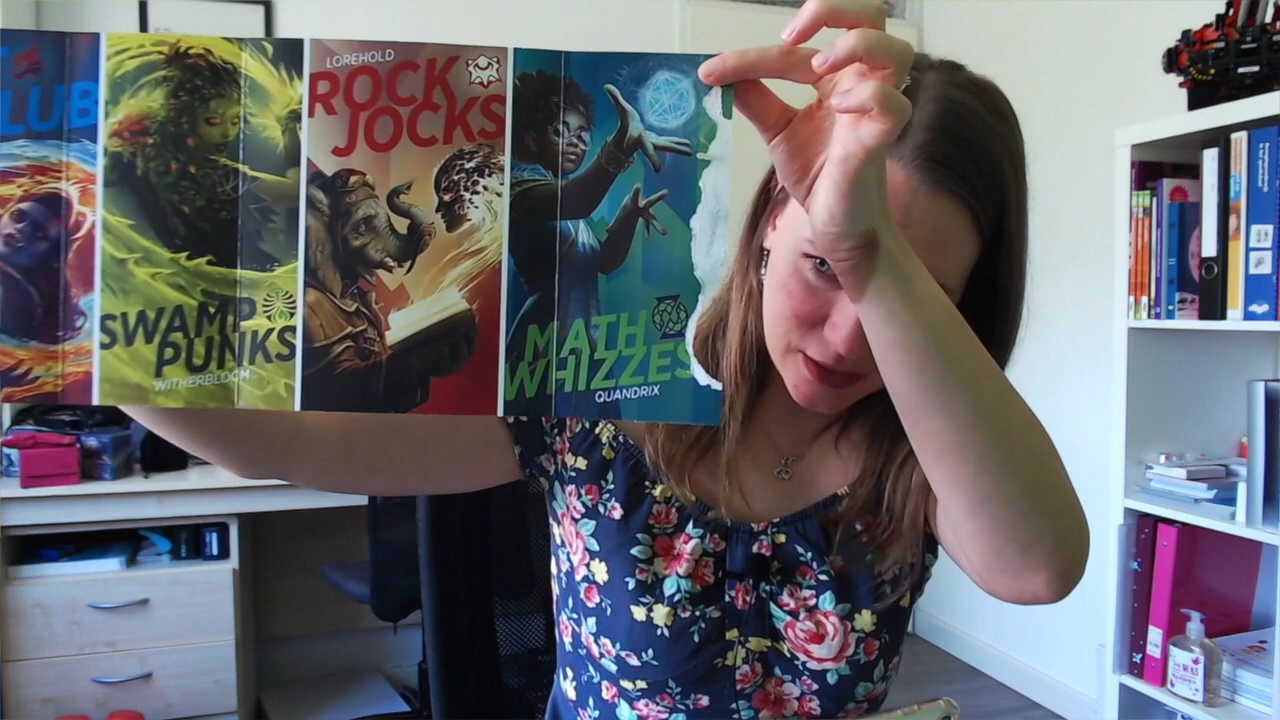 LUB
SWAMP
PUNKS
WITHERBLOOM
LOREHOLD
ROCK
JOCKS
MATH
WHIZZES
QUANDRIX